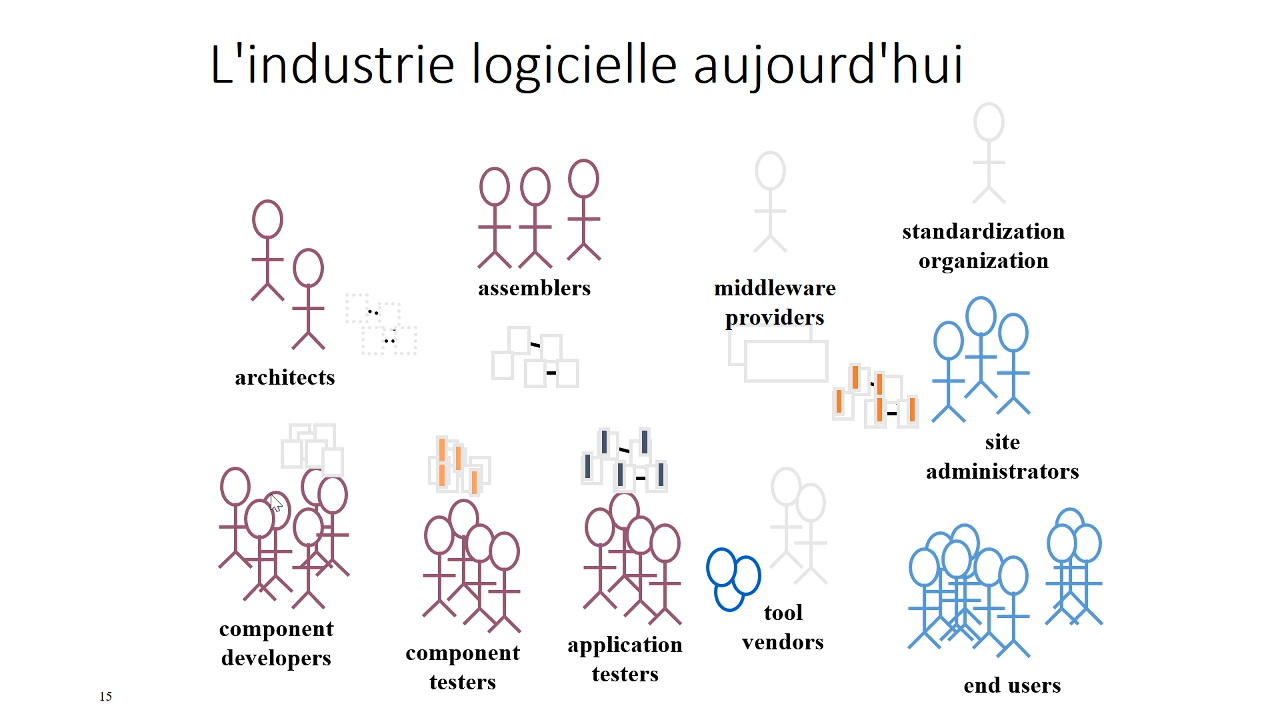 L'industrie logicielle aujourd'hui
standardization
organization
assemblers
middleware
providers
architects
site
administrators
component
developers
component
testers
application
testers
tool
vendors
end users
15